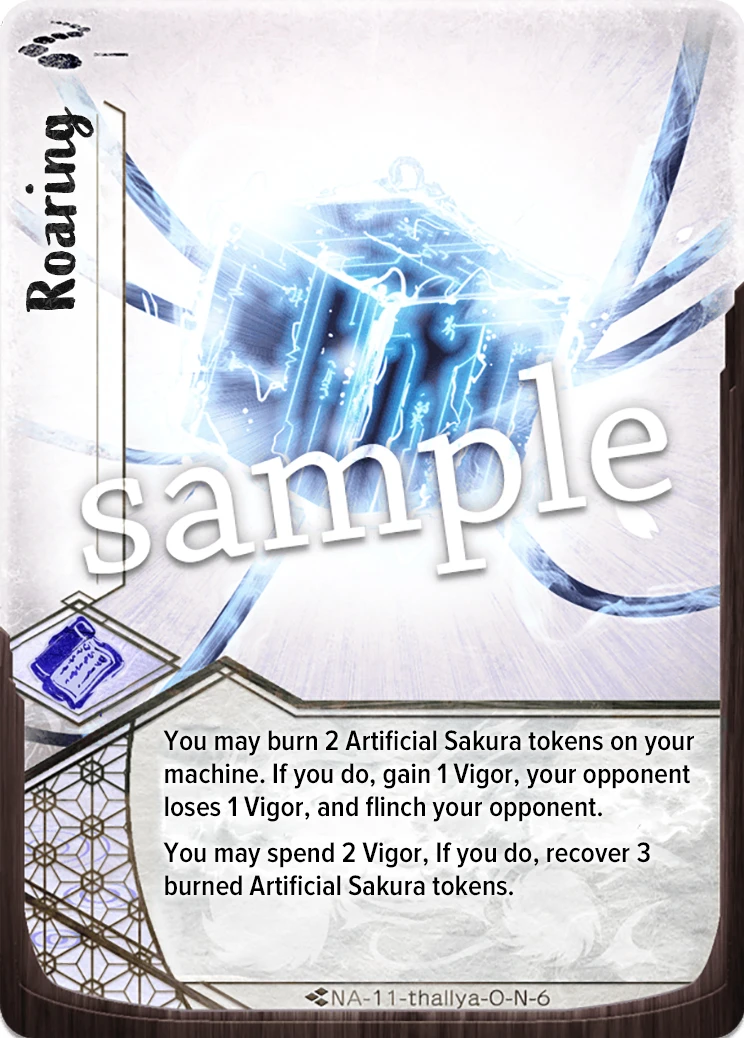 Roaring
sample
You may burn 2 Artificial Sakura tokens on your
machine. If you do, gain 1 Vigor, your opponent
loses 1 Vigor, and flinch your opponent.
You may spend 2 Vigor, If you do, recover 3
burned Artificial Sakura tokens.
NA-11-thallya-O-N-6